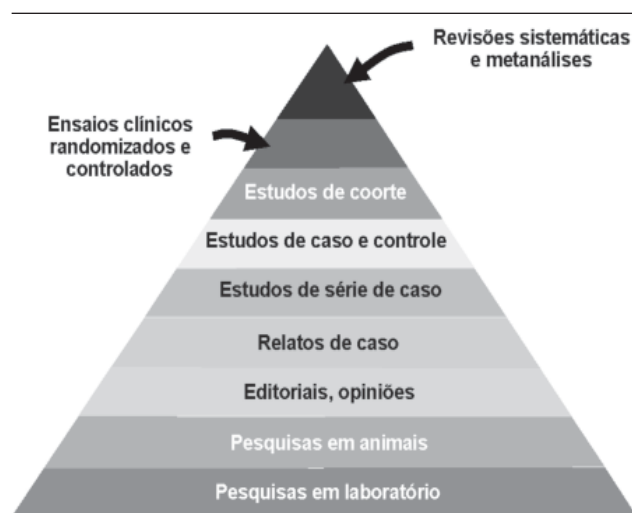 Revisões sistemáticas
e metanálises
Ensaios clínicos
randomizados e
controlados
Estudos de coorte
Estudos de caso e controle
Estudos de série de caso
Relatos de caso
Editoriais, opiniões
Pesquisas em animais
Pesquisas em laboratório